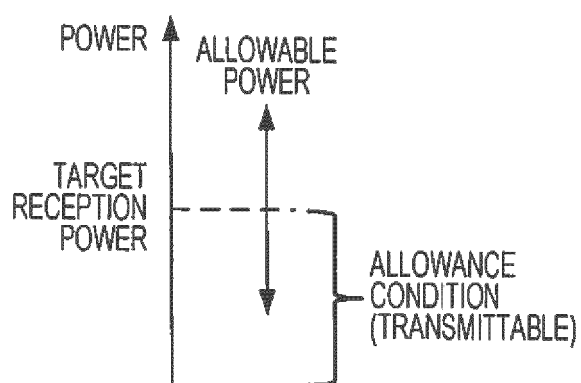 POWER
ALLOWABLE
POWER
TARGET
RECEPTION
POWER
ALLOWANCE
CONDITION
(TRANSMITTABLE)